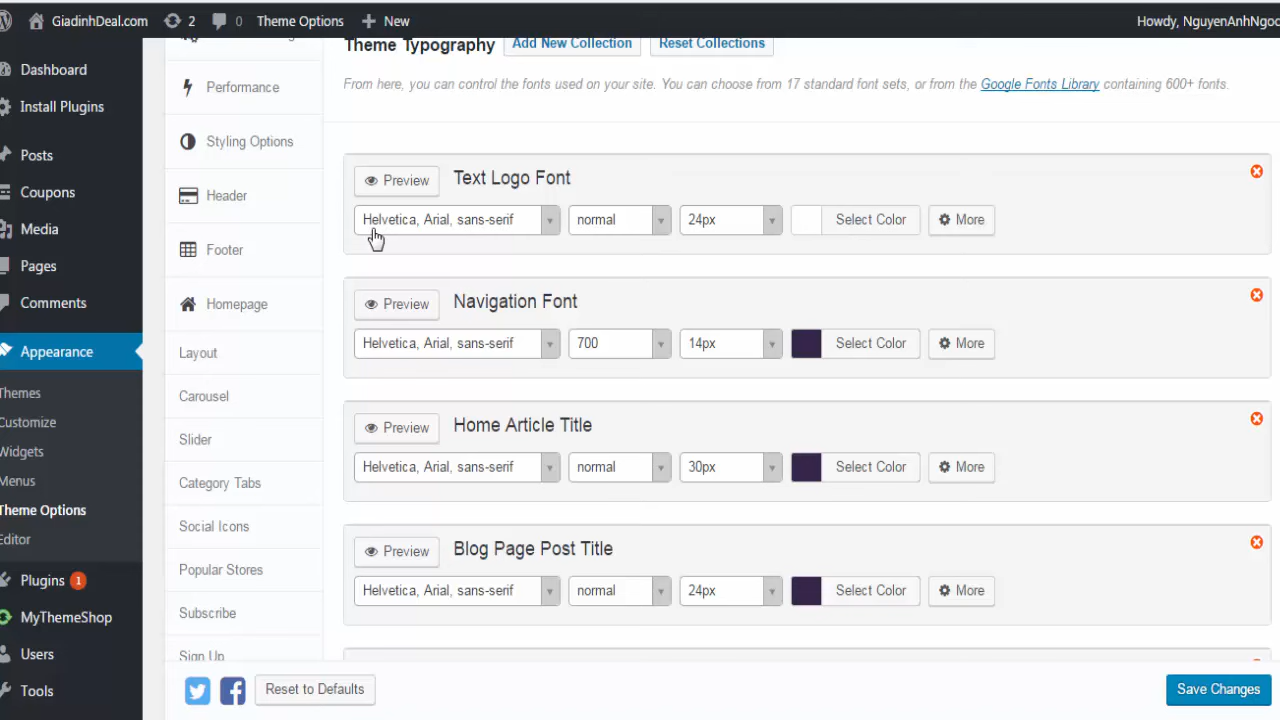 GiadinhDeal.com 2 0 Theme Options New Howdy, NguyenAnhNgoc
Dashboard
Install Plugins
Posts
Coupons
Media
Pages
Comments
Appearance
Themes
Customize
Widgets
Menus
Theme Options
Editor
Plugins 1
MyThemeShop
Users
Tools
Performance
Styling Options
Header
Footer
Homepage
Layout
Carousel
Slider
Category Tabs
Social Icons
Popular Stores
Subscribe
Sign Up
Theme Typography Add New Collection Reset Collections
From here, you can control the fonts used on your site. You can choose from 17 standard font sets, or from the Google Fonts Library containing 600+ fonts.
Preview Text Logo Font
Helvetica, Arial, sans-serif normal 24px Select Color More
Preview Navigation Font
Helvetica, Arial, sans-serif 700 14px Select Color More
Preview Home Article Title
Helvetica, Arial, sans-serif normal 30px Select Color More
Preview Blog Page Post Title
Helvetica, Arial, sans-serif normal 24px Select Color More
Reset to Defaults Save Changes